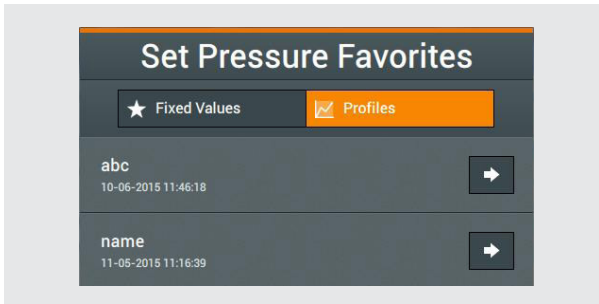 Set Pressure Favorites
Fixed Values
Profiles
abc
10-06-2015 11:46:18
name
11-05-2015 11:16:39